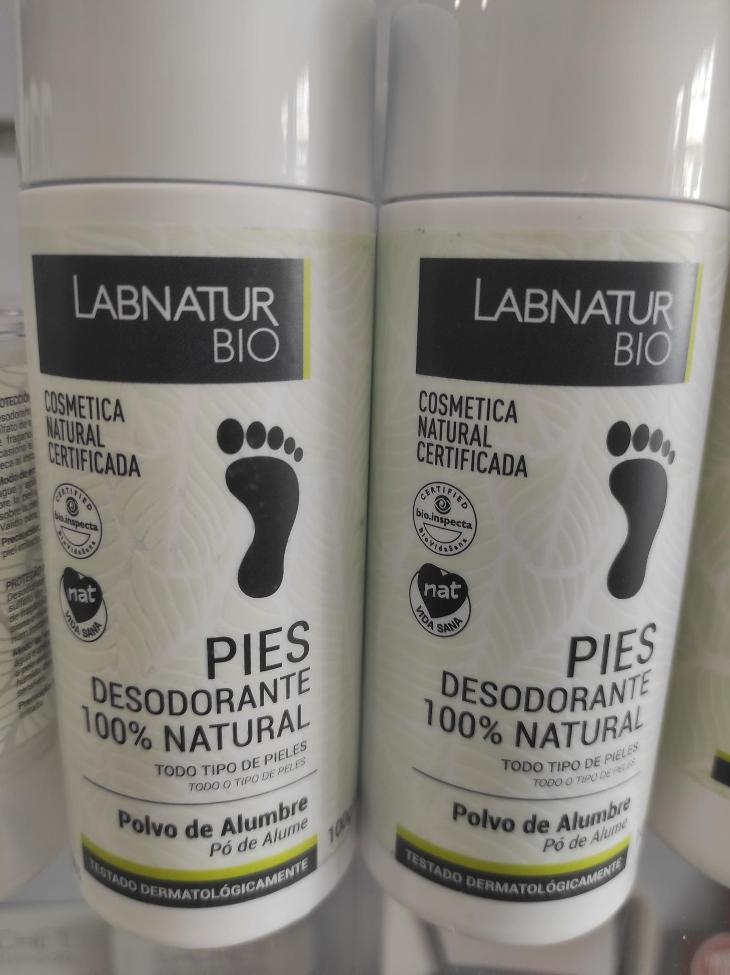 LABNATUR
BIO
COSMETICA
NATURAL
CERTIFICADA
CERTIFIED
bio.inspecta
BioVidaSana
nat
VIDA SANA
PIES
DESODORANTE
100% NATURAL
TODO TIPO DE PIELES
TODO O TIPO DE PELES
Polvo de Alumbre
Pó de Alume
TESTADO DERMATOLÓGICAMENTE
LABNATUR
BIO
COSMETICA
NATURAL
CERTIFICADA
CERTIFIED
bio.inspecta
BioVidaSana
nat
VIDA SANA
PIES
DESODORANTE
100% NATURAL
TODO TIPO DE PIELES
TODO O TIPO DE PELES
Polvo de Alumbre
Pó de Alume
TESTADO DERMATOLÓGICAMENTE